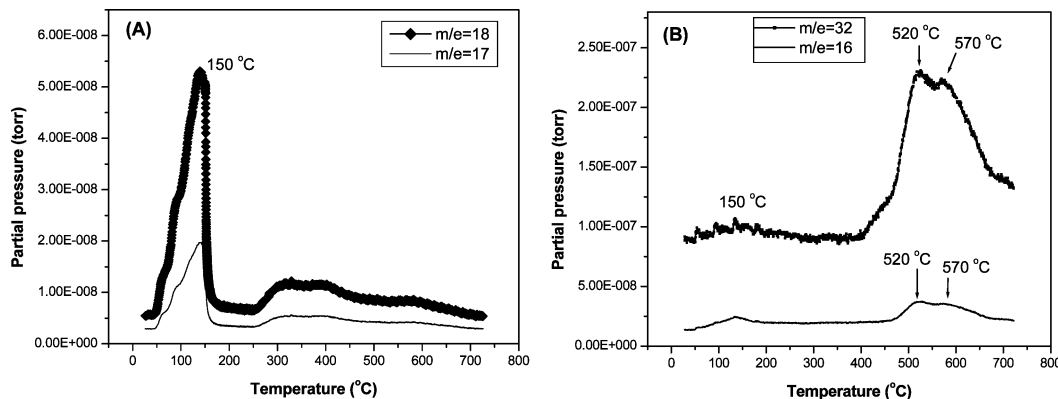 (A)
m/e=18
m/e=17
150 °C
6.00E-008
5.00E-008
4.00E-008
3.00E-008
2.00E-008
1.00E-008
0.00E+000
Partial pressure (torr)
0 100 200 300 400 500 600 700 800
Temperature (°C)
(B)
m/e=32
m/e=16
520 °C
570 °C
150 °C
520 °C
570 °C
2.50E-007
2.00E-007
1.50E-007
1.00E-007
5.00E-008
0.00E+000
Partial pressure (torr)
0 100 200 300 400 500 600 700 800
Temperature (°C)